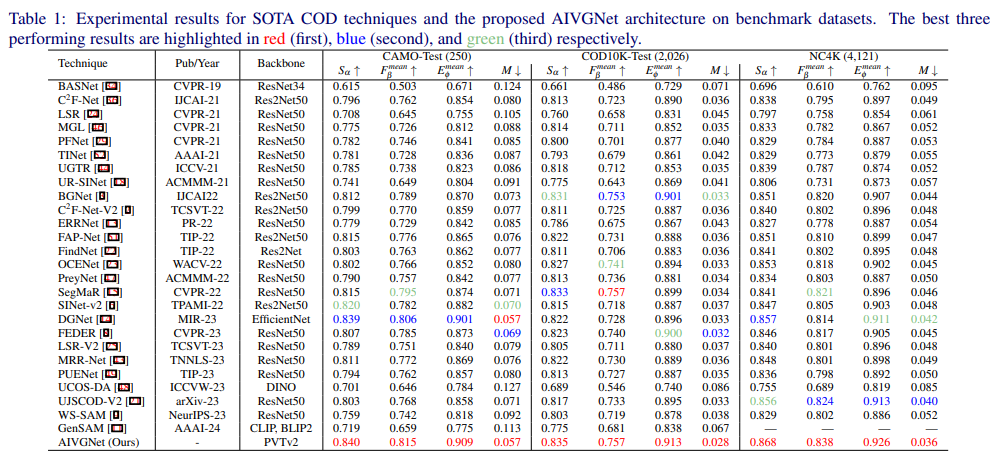 Table 1: Experimental results for SOTA COD techniques and the proposed AIVGNet architecture on benchmark datasets. The best three
performing results are highlighted in red (first), blue (second), and green (third) respectively.
Technique Pub/Year Backbone CAMO-Test (250) COD10K-Test (2,026) NC4K (4,121)
Sα ↑ Fβ^mean ↑ Eϕ^mean ↑ M ↓ Sα ↑ Fβ^mean ↑ Eϕ^mean ↑ M ↓ Sα ↑ Fβ^mean ↑ Eϕ^mean ↑ M ↓
BASNet [] CVPR-19 ResNet34 0.615 0.503 0.671 0.124 0.661 0.486 0.729 0.071 0.696 0.610 0.762 0.095
C²F-Net [] IJCAI-21 Res2Net50 0.796 0.762 0.854 0.080 0.813 0.723 0.890 0.036 0.838 0.795 0.897 0.049
LSR [] CVPR-21 ResNet50 0.708 0.645 0.755 0.105 0.760 0.658 0.831 0.045 0.797 0.758 0.854 0.061
MGL [] CVPR-21 ResNet50 0.775 0.726 0.812 0.088 0.814 0.711 0.852 0.035 0.833 0.782 0.867 0.052
PFNet [] CVPR-21 ResNet50 0.782 0.746 0.841 0.085 0.800 0.701 0.877 0.040 0.829 0.784 0.887 0.053
TINet [] AAAI-21 ResNet50 0.781 0.728 0.836 0.087 0.793 0.679 0.861 0.042 0.829 0.773 0.879 0.055
UGTR [] ICCV-21 ResNet50 0.785 0.738 0.823 0.086 0.818 0.712 0.853 0.035 0.839 0.787 0.874 0.052
UR-SINet [] ACMMM-21 ResNet50 0.741 0.649 0.804 0.091 0.775 0.643 0.869 0.041 0.806 0.731 0.873 0.057
BGNet [] IJCAI22 Res2Net50 0.812 0.789 0.870 0.073 0.831 0.753 0.901 0.033 0.851 0.820 0.907 0.044
C²F-Net-V2 [] TCSVT-22 Res2Net50 0.799 0.770 0.859 0.077 0.811 0.725 0.887 0.036 0.840 0.802 0.896 0.048
ERRNet [] PR-22 ResNet50 0.779 0.729 0.842 0.085 0.786 0.675 0.867 0.043 0.827 0.778 0.887 0.054
FAP-Net [] TIP-22 Res2Net50 0.815 0.776 0.865 0.076 0.822 0.731 0.888 0.036 0.851 0.810 0.899 0.047
FindNet [] TIP-22 Res2Net 0.803 0.763 0.862 0.077 0.811 0.706 0.883 0.036 0.841 0.802 0.895 0.048
OCENet [] WACV-22 ResNet50 0.802 0.766 0.852 0.080 0.827 0.741 0.894 0.033 0.853 0.818 0.902 0.045
PreyNet [] ACMMM-22 ResNet50 0.790 0.757 0.842 0.077 0.813 0.736 0.881 0.034 0.834 0.803 0.887 0.050
SegMaR [] CVPR-22 ResNet50 0.815 0.795 0.874 0.071 0.833 0.757 0.899 0.034 0.841 0.821 0.896 0.046
SINet-v2 [] TPAMI-22 Res2Net50 0.820 0.782 0.882 0.070 0.815 0.718 0.887 0.037 0.847 0.805 0.903 0.048
DGNet [] MIR-23 EfficientNet 0.839 0.806 0.901 0.057 0.822 0.728 0.896 0.033 0.857 0.814 0.911 0.042
FEDER [] CVPR-23 ResNet50 0.807 0.785 0.873 0.069 0.823 0.740 0.900 0.032 0.846 0.817 0.905 0.045
LSR-V2 [] TCSVT-23 ResNet50 0.789 0.751 0.840 0.079 0.805 0.711 0.880 0.037 0.840 0.801 0.896 0.048
MRR-Net [] TNNLS-23 ResNet50 0.811 0.772 0.869 0.076 0.822 0.730 0.889 0.036 0.848 0.801 0.898 0.049
PUENet [] TIP-23 ResNet50 0.794 0.762 0.857 0.080 0.813 0.727 0.887 0.035 0.836 0.798 0.892 0.050
UCOS-DA [] ICCVW-23 DINO 0.701 0.646 0.784 0.127 0.689 0.546 0.740 0.086 0.755 0.689 0.819 0.085
UJSCOD-V2 [] arXiv-23 ResNet50 0.803 0.768 0.858 0.071 0.817 0.733 0.895 0.033 0.856 0.824 0.913 0.040
WS-SAM [] NeurIPS-23 ResNet50 0.759 0.742 0.818 0.092 0.803 0.719 0.878 0.038 0.829 0.802 0.886 0.052
GenSAM [] AAAI-24 CLIP, BLIP2 0.719 0.659 0.775 0.113 0.775 0.681 0.838 0.067 — — — —
AIVGNet (Ours) - PVTv2 0.840 0.815 0.909 0.057 0.835 0.757 0.913 0.028 0.868 0.838 0.926 0.036